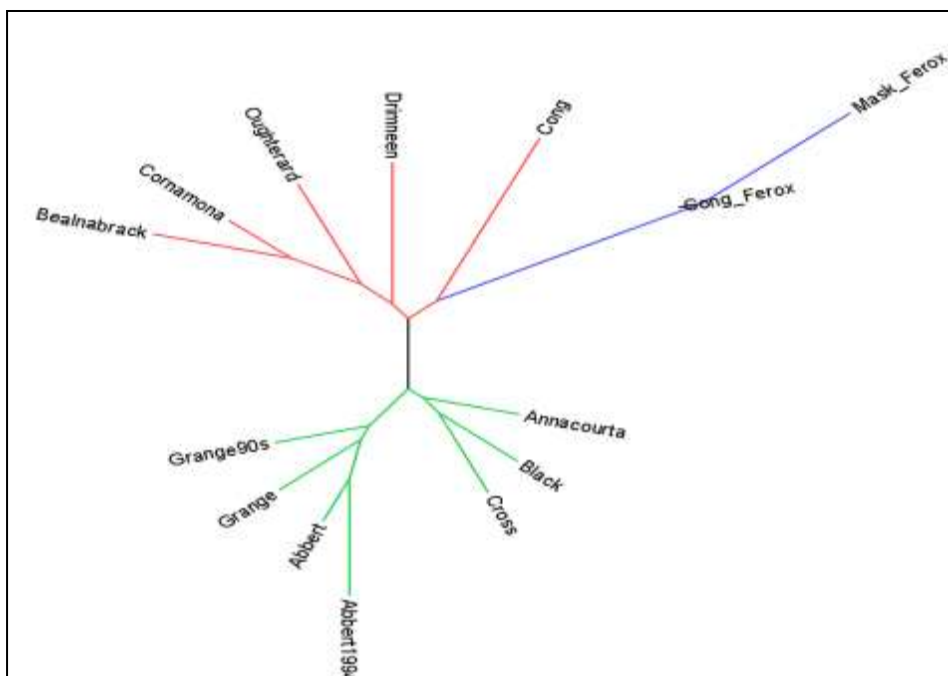 Mask_Ferox
Cong
Drimneen
Oughterard
Cornamona
Cong_Ferox
Bealnabrack
Annacourta
Grange90s
Black
Grange
Cross
Abbert